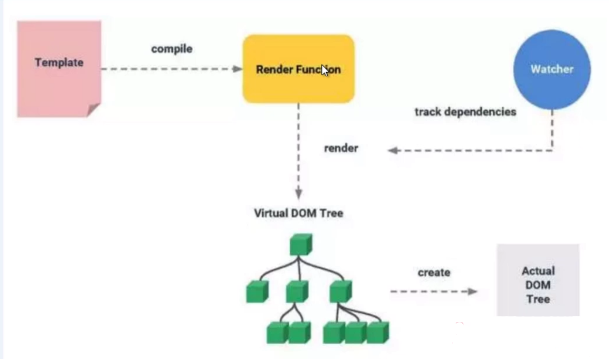 compile
Template
Render Function
Watcher
track dependencies
render
Virtual DOM Tree
create
Actual
DOM
Tree